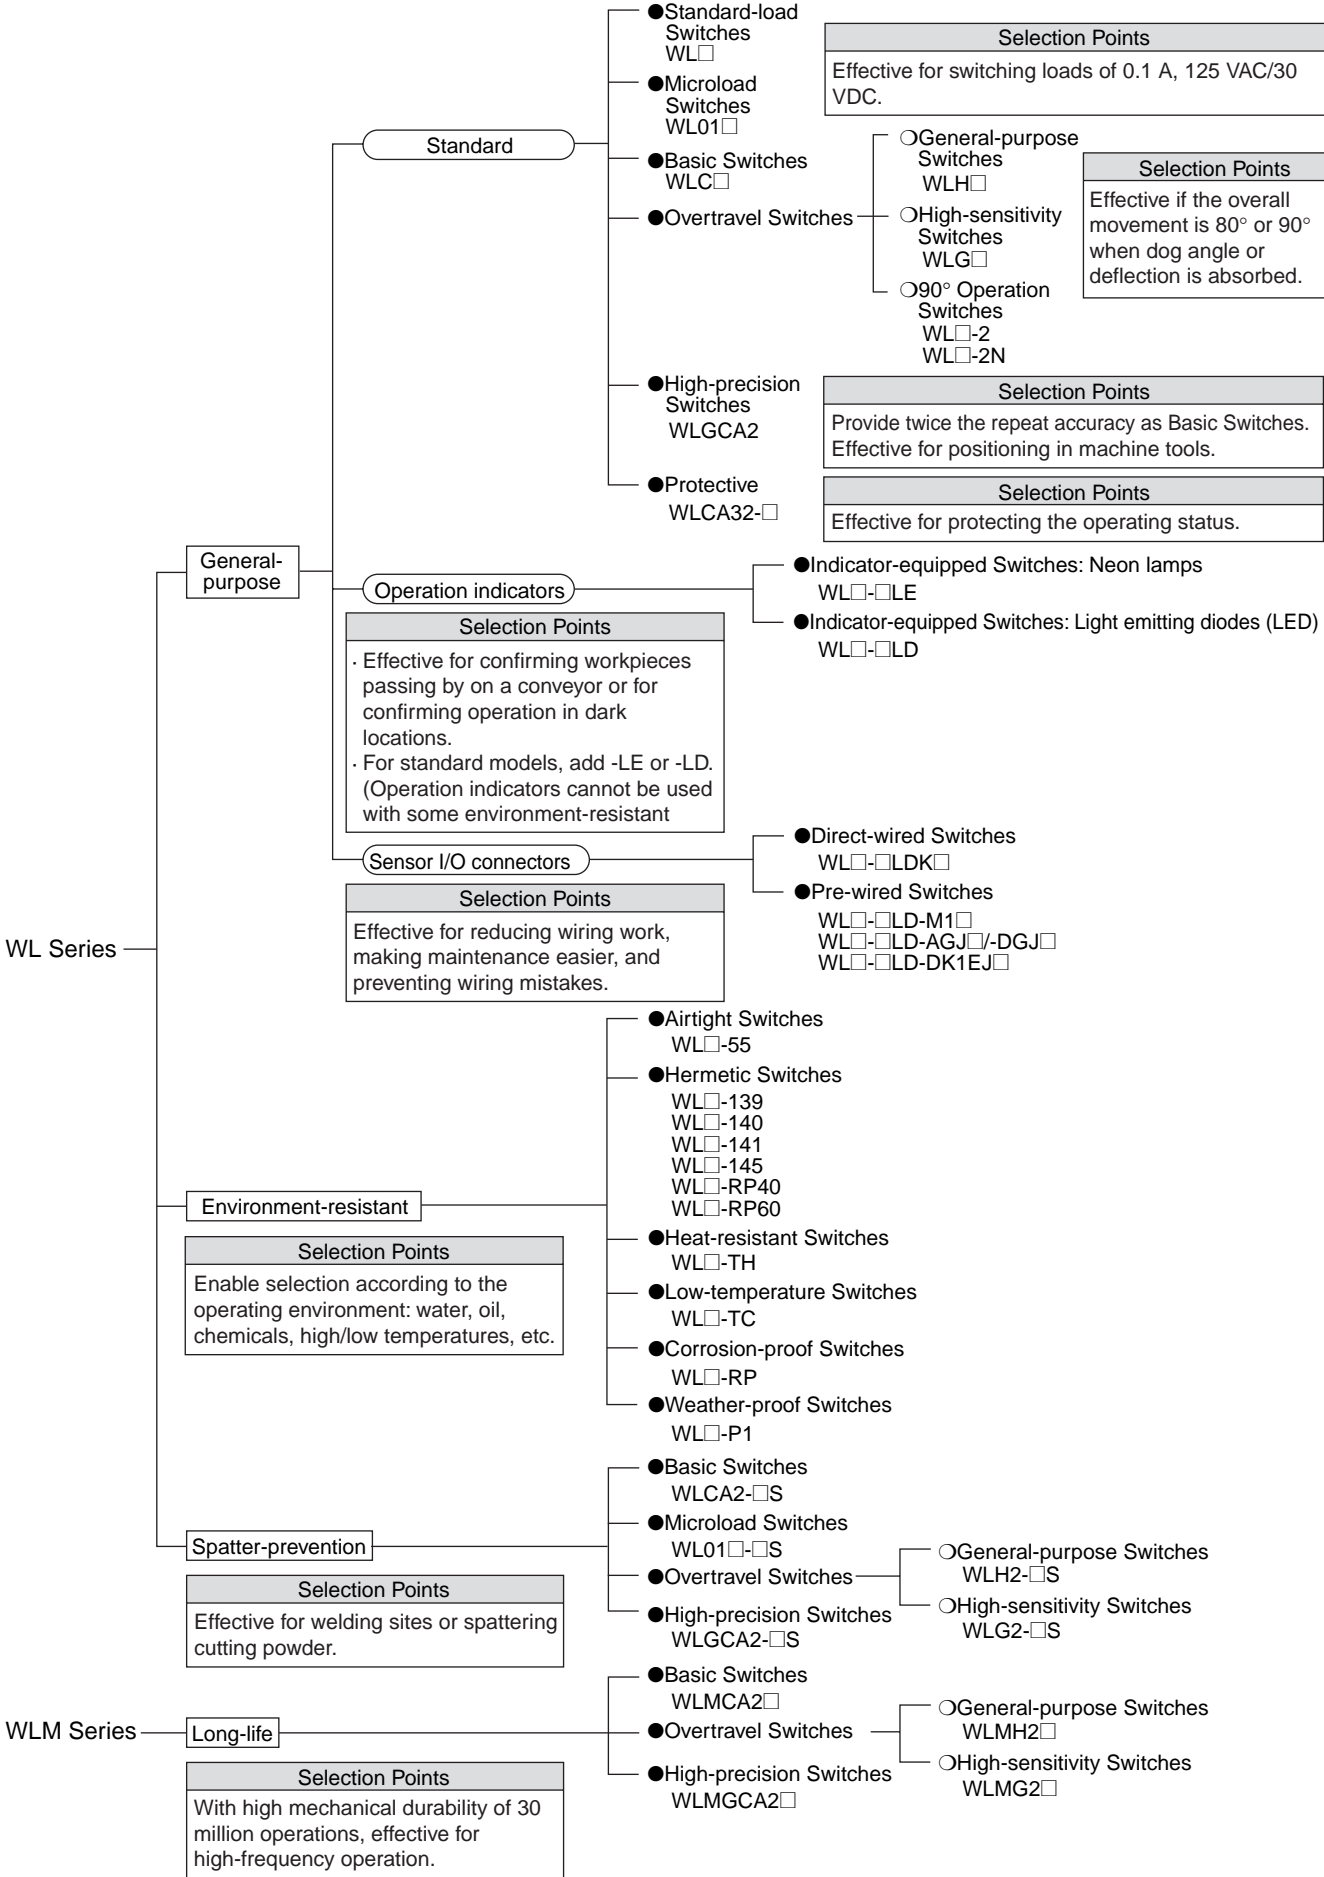 ●Standard-load
Switches
WL□
Selection Points
Effective for switching loads of 0.1 A, 125 VAC/30
VDC.
●Microload
Switches
WL01□
Standard
●Basic Switches
WLC□
●Overtravel Switches
❍General-purpose
Switches
WLH□
Selection Points
Effective if the overall
movement is 80° or 90°
when dog angle or
deflection is absorbed.
❍High-sensitivity
Switches
WLG□
❍90° Operation
Switches
WL□-2
WL□-2N
●High-precision
Switches
WLGCA2
Selection Points
Provide twice the repeat accuracy as Basic Switches.
Effective for positioning in machine tools.
●Protective
WLCA32-□
Selection Points
Effective for protecting the operating status.
General-
purpose
Operation indicators
●Indicator-equipped Switches: Neon lamps
WL□-□LE
●Indicator-equipped Switches: Light emitting diodes (LED)
WL□-□LD
Selection Points
· Effective for confirming workpieces
passing by on a conveyor or for
confirming operation in dark
locations.
· For standard models, add -LE or -LD.
(Operation indicators cannot be used
with some environment-resistant
Sensor I/O connectors
●Direct-wired Switches
WL□-□LDK□
●Pre-wired Switches
WL□-□LD-M1□
WL□-□LD-AGJ□/-DGJ□
WL□-□LD-DK1EJ□
Selection Points
Effective for reducing wiring work,
making maintenance easier, and
preventing wiring mistakes.
WL Series
●Airtight Switches
WL□-55
●Hermetic Switches
WL□-139
WL□-140
WL□-141
WL□-145
WL□-RP40
WL□-RP60
Environment-resistant
Selection Points
Enable selection according to the
operating environment: water, oil,
chemicals, high/low temperatures, etc.
●Heat-resistant Switches
WL□-TH
●Low-temperature Switches
WL□-TC
●Corrosion-proof Switches
WL□-RP
●Weather-proof Switches
WL□-P1
●Basic Switches
WLCA2-□S
●Microload Switches
WL01□-□S
Spatter-prevention
●Overtravel Switches
❍General-purpose Switches
WLH2-□S
❍High-sensitivity Switches
WLG2-□S
●High-precision Switches
WLGCA2-□S
Selection Points
Effective for welding sites or spattering
cutting powder.
●Basic Switches
WLMCA2□
WLM Series
Long-life
●Overtravel Switches
❍General-purpose Switches
WLMH2□
❍High-sensitivity Switches
WLMG2□
●High-precision Switches
WLMGCA2□
Selection Points
With high mechanical durability of 30
million operations, effective for
high-frequency operation.